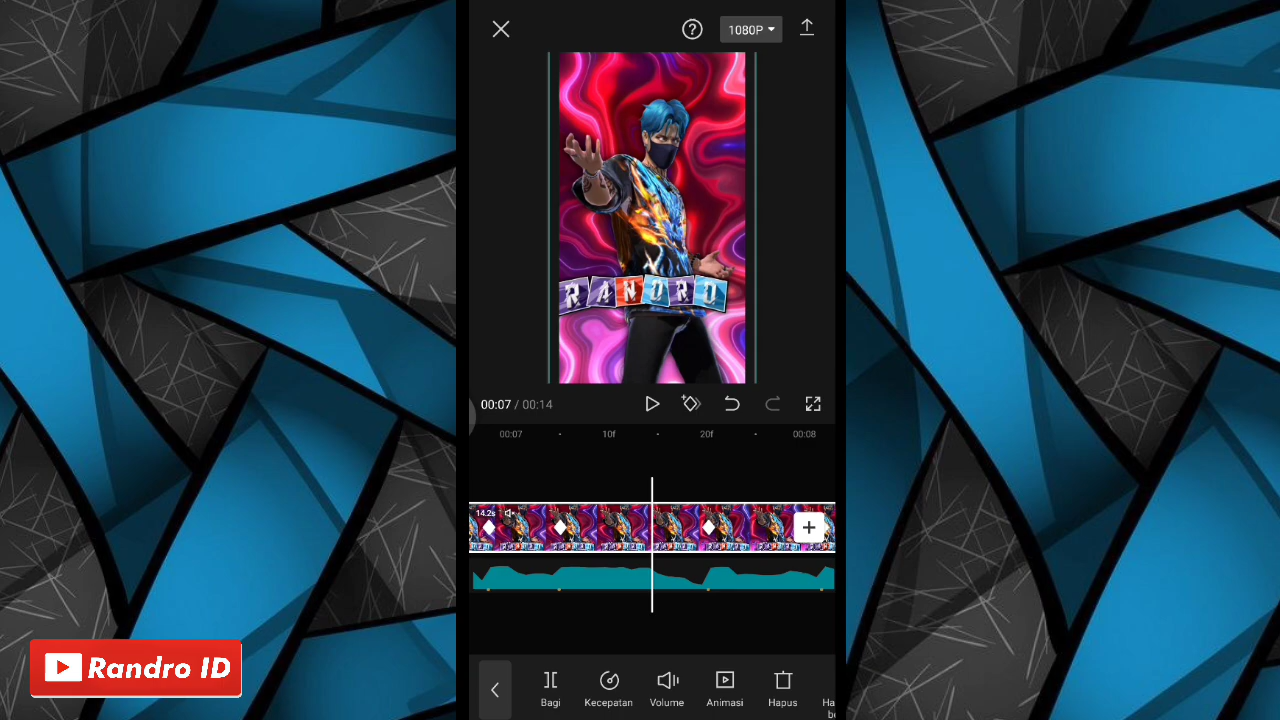 1080P
RANDRO
00:07 / 00:14
00:07
10f
20f
00:08
14.2s
Bagi
Kecepatan
Volume
Animasi
Hapus
Randro ID